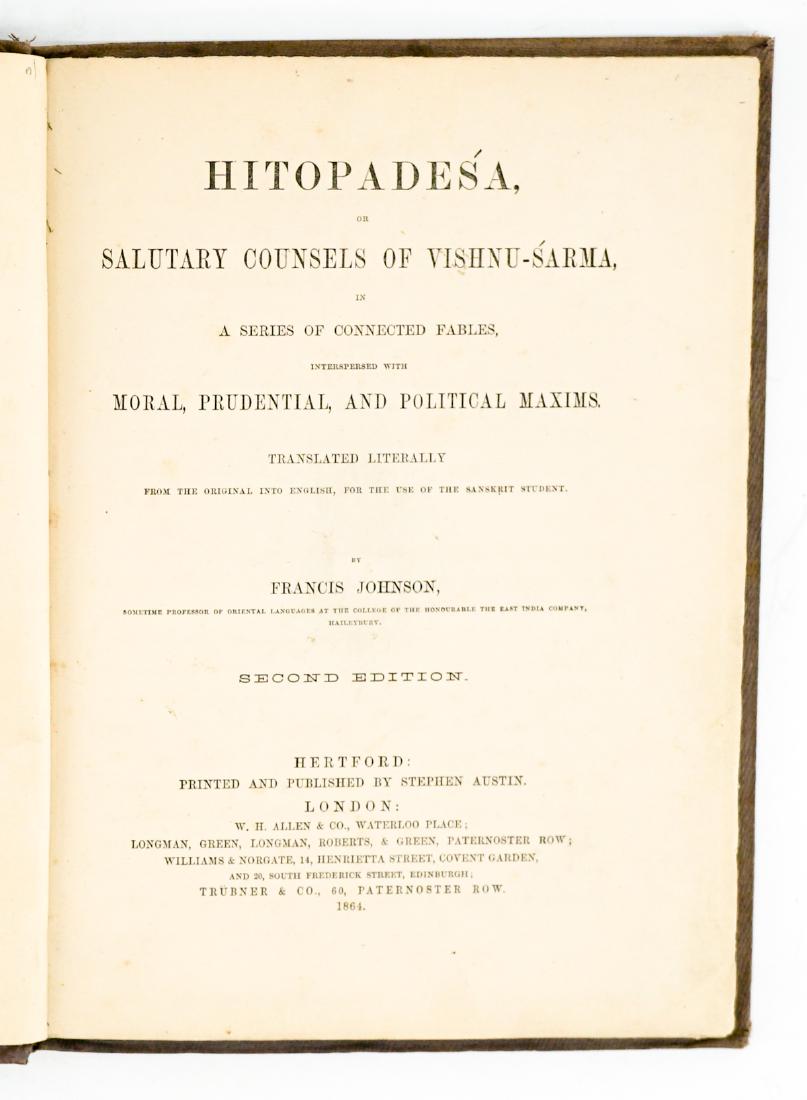 HITOPADEŚA,
OR
SALUTARY COUNSELS OF VISHNU-ŚARMA,
IN
A SERIES OF CONNECTED FABLES,
INTERSPERSED WITH
MORAL, PRUDENTIAL, AND POLITICAL MAXIMS.
TRANSLATED LITERALLY
FROM THE ORIGINAL INTO ENGLISH, FOR THE USE OF THE SANSKRIT STUDENT.
BY
FRANCIS JOHNSON,
SOMETIME PROFESSOR OF ORIENTAL LANGUAGES AT THE COLLEGE OF THE HONOURABLE THE EAST INDIA COMPANY,
HAILEYBURY.
SECOND EDITION.
HERTFORD:
PRINTED AND PUBLISHED BY STEPHEN AUSTIN.
LONDON:
W. H. ALLEN & CO., WATERLOO PLACE;
LONGMAN, GREEN, LONGMAN, ROBERTS, & GREEN, PATERNOSTER ROW;
WILLIAMS & NORGATE, 14, HENRIETTA STREET, COVENT GARDEN,
AND 20, SOUTH FREDERICK STREET, EDINBURGH;
TRÜBNER & CO., 60, PATERNOSTER ROW.
1864.